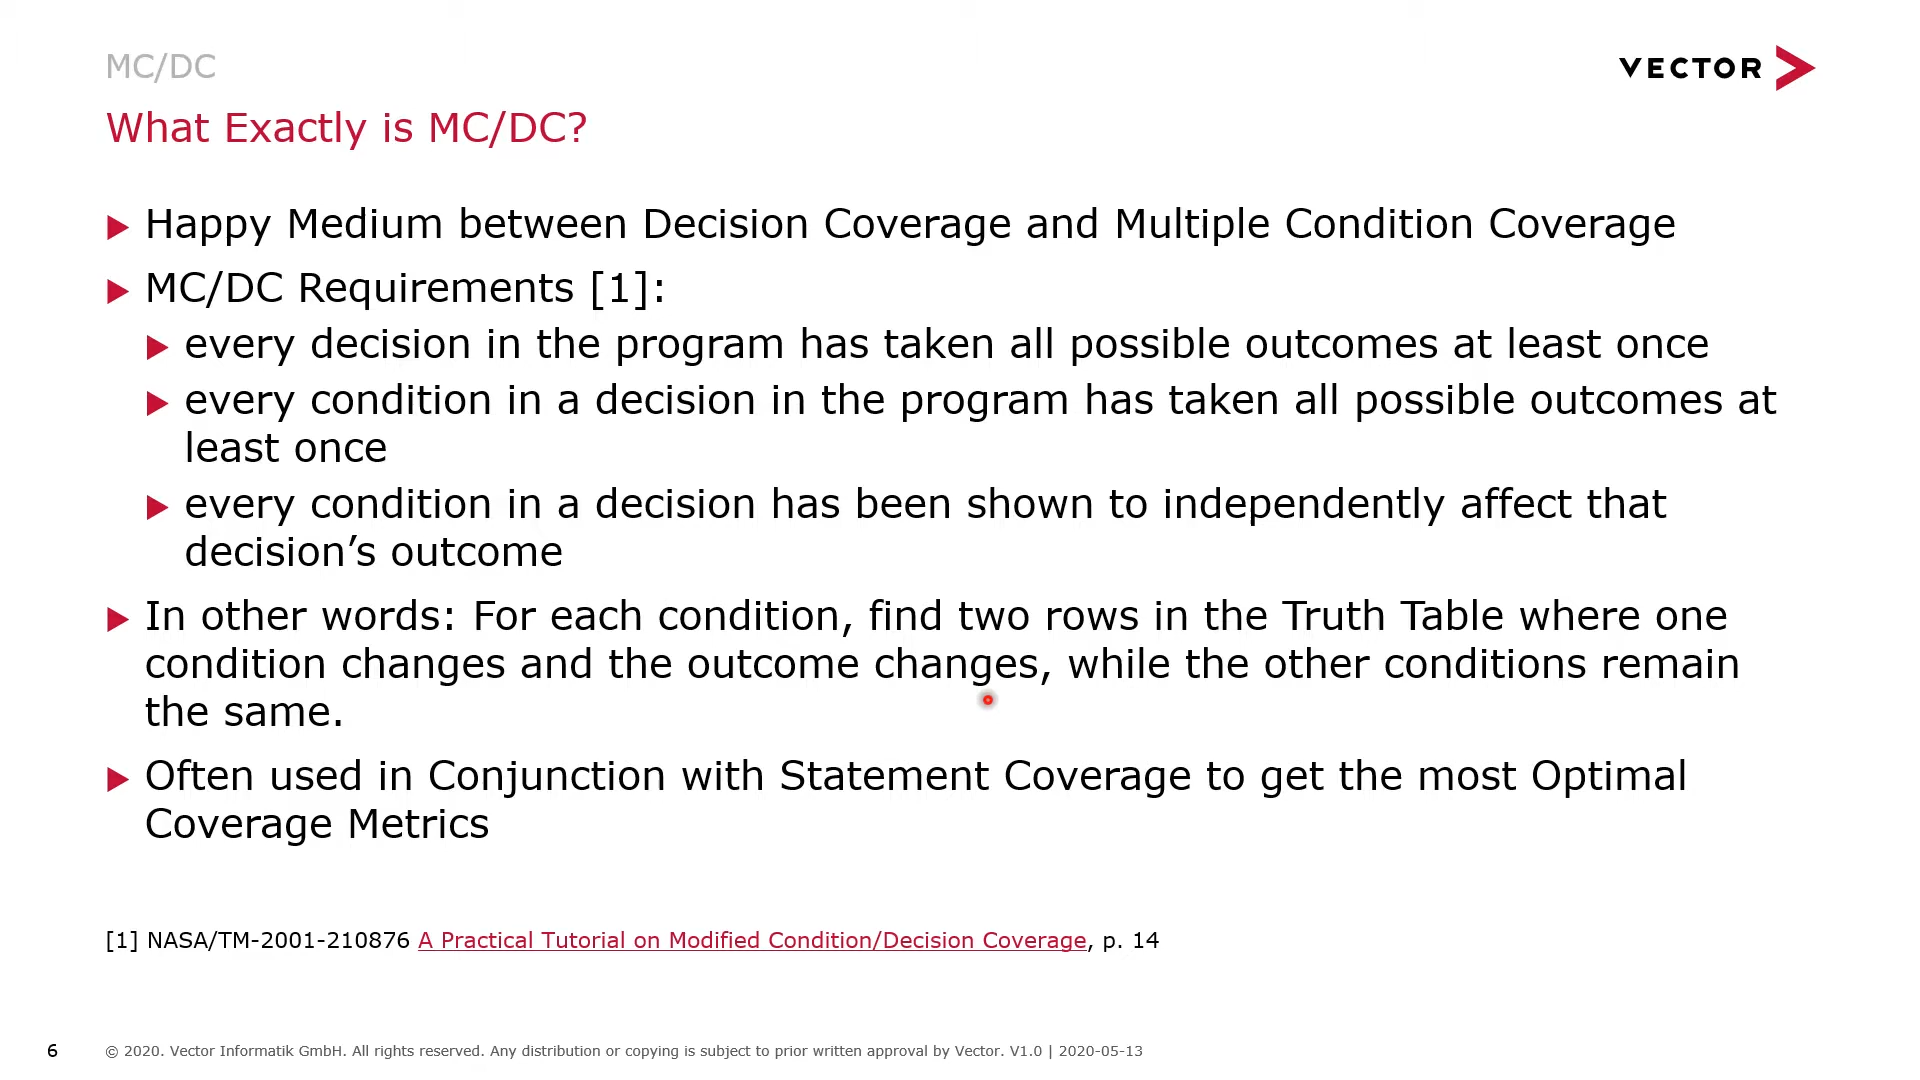 MC/DC
VECTOR
What Exactly is MC/DC?
Happy Medium between Decision Coverage and Multiple Condition Coverage
MC/DC Requirements [1]:
every decision in the program has taken all possible outcomes at least once
every condition in a decision in the program has taken all possible outcomes at
least once
every condition in a decision has been shown to independently affect that
decision’s outcome
In other words: For each condition, find two rows in the Truth Table where one
condition changes and the outcome changes, while the other conditions remain
the same.
Often used in Conjunction with Statement Coverage to get the most Optimal
Coverage Metrics
[1] NASA/TM-2001-210876 A Practical Tutorial on Modified Condition/Decision Coverage, p. 14
6 © 2020. Vector Informatik GmbH. All rights reserved. Any distribution or copying is subject to prior written approval by Vector. V1.0 | 2020-05-13